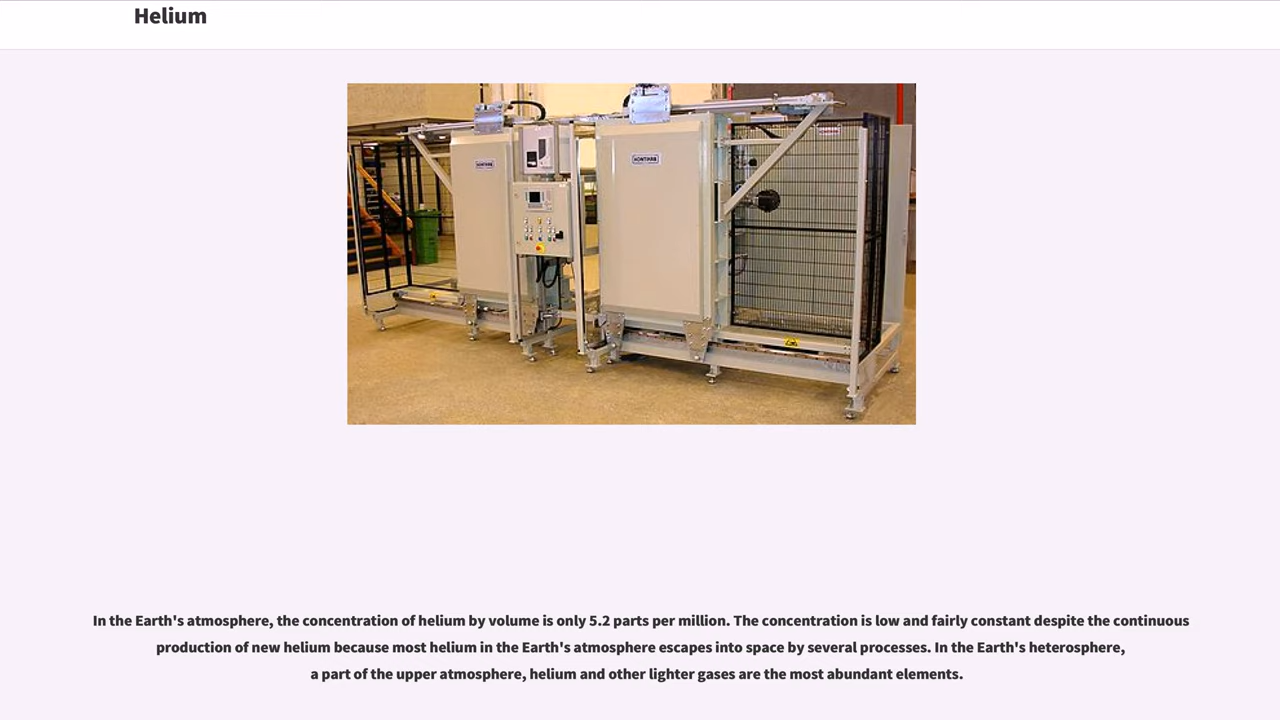 Helium
KONTIKAB
KONTIKAB
In the Earth's atmosphere, the concentration of helium by volume is only 5.2 parts per million. The concentration is low and fairly constant despite the continuous
production of new helium because most helium in the Earth's atmosphere escapes into space by several processes. In the Earth's heterosphere,
a part of the upper atmosphere, helium and other lighter gases are the most abundant elements.